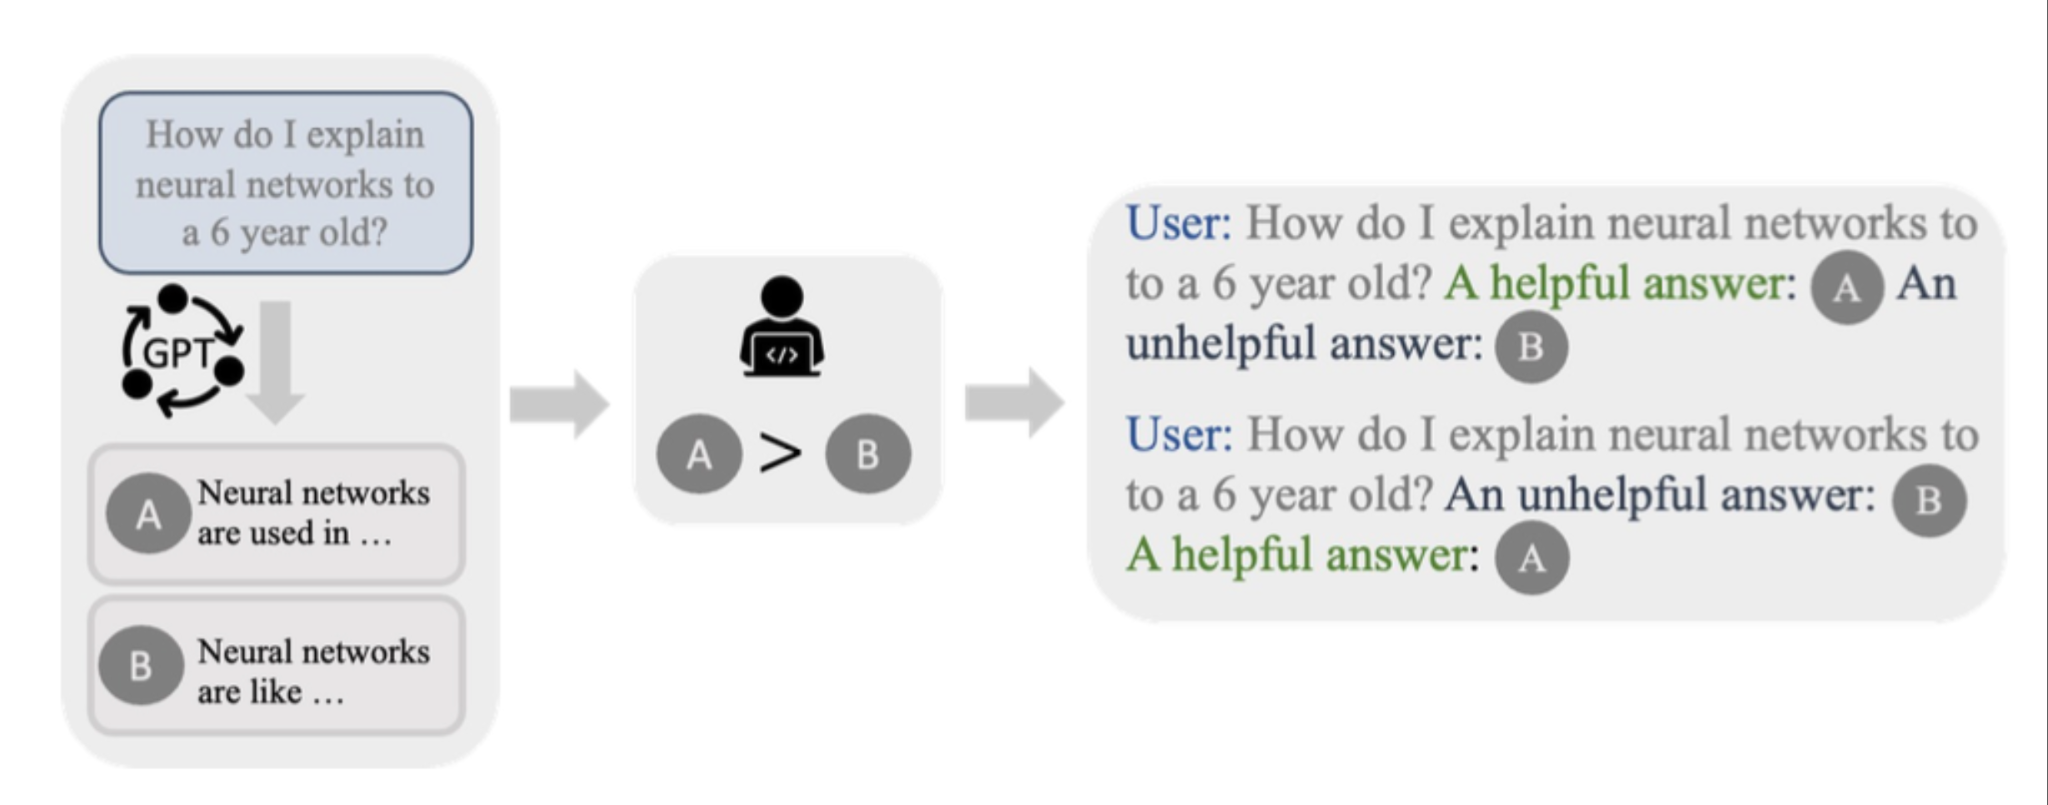 How do I explain
neural networks to
a 6 year old?
GPT
A
Neural networks
are used in …
B
Neural networks
are like …
</>
A > B
User: How do I explain neural networks to
to a 6 year old? A helpful answer: A An
unhelpful answer: B
User: How do I explain neural networks to
to a 6 year old? An unhelpful answer: B
A helpful answer: A